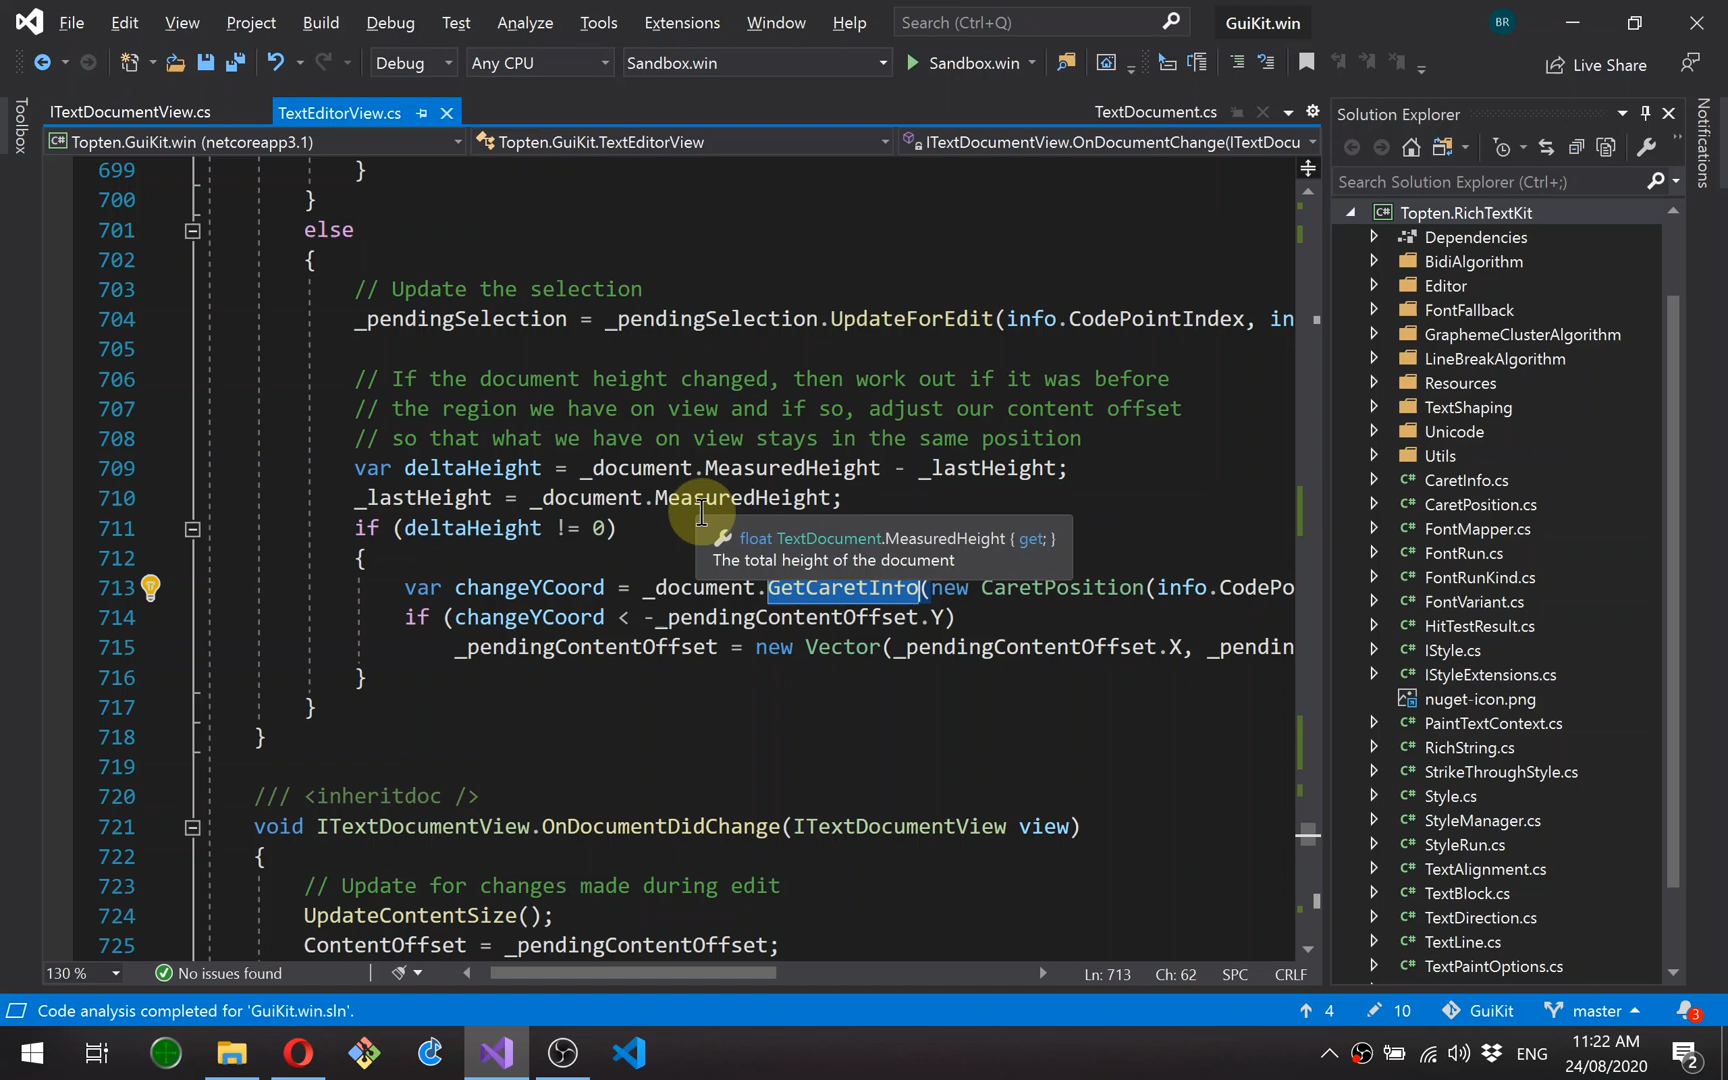 File Edit View Project Build Debug Test Analyze Tools Extensions Window Help Search (Ctrl+Q) GuiKit.win BR
Debug Any CPU Sandbox.win Sandbox.win Live Share
Toolbox
ITextDocumentView.cs TextEditorView.cs TextDocument.cs
Topten.GuiKit.win (netcoreapp3.1) Topten.GuiKit.TextEditorView ITextDocumentView.OnDocumentChange(ITextDocu
699 }
700 }
701 else
702 {
703 // Update the selection
704 _pendingSelection = _pendingSelection.UpdateForEdit(info.CodePointIndex, in
705
706 // If the document height changed, then work out if it was before
707 // the region we have on view and if so, adjust our content offset
708 // so that what we have on view stays in the same position
709 var deltaHeight = _document.MeasuredHeight - _lastHeight;
710 _lastHeight = _document.MeasuredHeight;
711 if (deltaHeight != 0)
float TextDocument.MeasuredHeight { get; }
712 {
The total height of the document
713 var changeYCoord = _document.GetCaretInfo(new CaretPosition(info.CodePo
714 if (changeYCoord < -_pendingContentOffset.Y)
715 _pendingContentOffset = new Vector(_pendingContentOffset.X, _pendin
716 }
717 }
718 }
719
720 /// <inheritdoc />
721 void ITextDocumentView.OnDocumentDidChange(ITextDocumentView view)
722 {
723 // Update for changes made during edit
724 UpdateContentSize();
725 ContentOffset = _pendingContentOffset;
130 % No issues found Ln: 713 Ch: 62 SPC CRLF
Solution Explorer
Search Solution Explorer (Ctrl+;)
C# Topten.RichTextKit
Dependencies
BidiAlgorithm
Editor
FontFallback
GraphemeClusterAlgorithm
LineBreakAlgorithm
Resources
TextShaping
Unicode
Utils
C# CaretInfo.cs
C# CaretPosition.cs
C# FontMapper.cs
C# FontRun.cs
C# FontRunKind.cs
C# FontVariant.cs
C# HitTestResult.cs
C# IStyle.cs
C# IStyleExtensions.cs
nuget-icon.png
C# PaintTextContext.cs
C# RichString.cs
C# StrikeThroughStyle.cs
C# Style.cs
C# StyleManager.cs
C# StyleRun.cs
C# TextAlignment.cs
C# TextBlock.cs
C# TextDirection.cs
C# TextLine.cs
C# TextPaintOptions.cs
Notifications
Code analysis completed for 'GuiKit.win.sln'. 4 10 GuiKit master 3
ENG 11:22 AM
24/08/2020 2